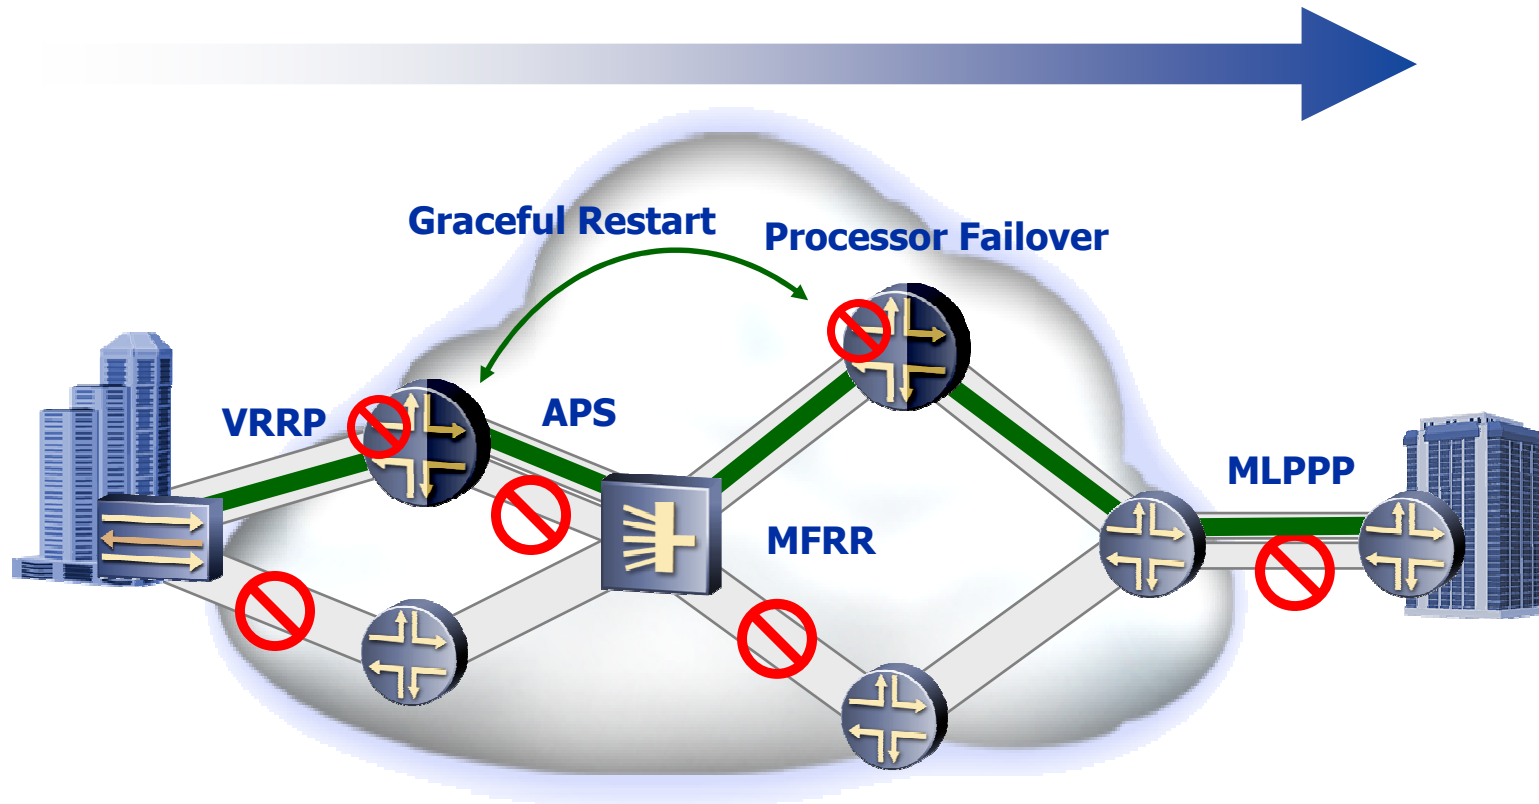 Graceful Restart
Processor Failover
VRRP
APS
MLPPP
MFRR